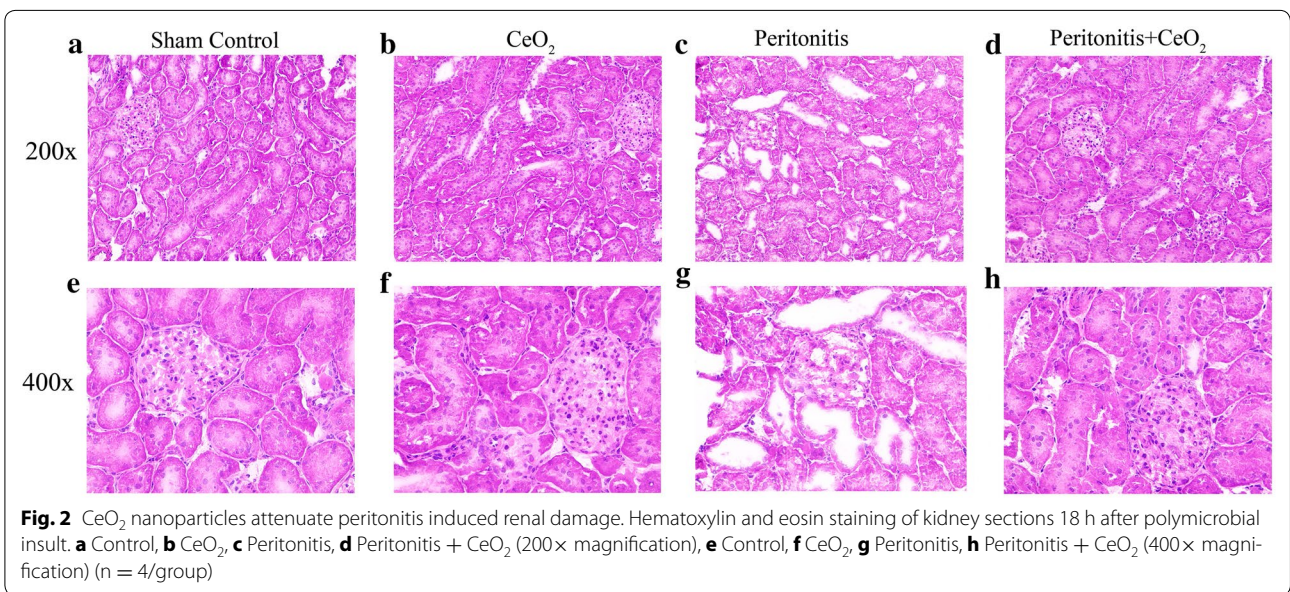 a Sham Control b CeO₂ c Peritonitis d Peritonitis+CeO₂
200x
e f g h
400x
Fig. 2 CeO₂ nanoparticles attenuate peritonitis induced renal damage. Hematoxylin and eosin staining of kidney sections 18 h after polymicrobial
insult. a Control, b CeO₂, c Peritonitis, d Peritonitis + CeO₂ (200× magnification), e Control, f CeO₂, g Peritonitis, h Peritonitis + CeO₂ (400× magni-
fication) (n = 4/group)